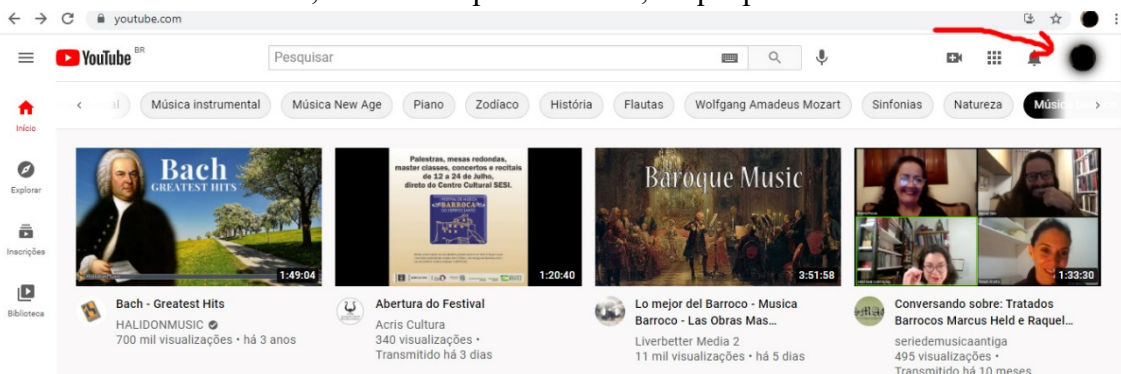 youtube.com
YouTube BR
Pesquisar
Música instrumental Música New Age Piano Zodíaco História Flautas Wolfgang Amadeus Mozart Sinfonias Natureza
Início
Explorar
Inscrições
Biblioteca
Bach
GREATEST HITS
1:49:04
Palestras, mesas redondas,
master classes, concertos e recitais
de 12 a 24 de Julho,
direto do Centro Cultural SESI.
BARROCA
1:20:40
Baroque Music
3:51:58
1:33:30
Bach - Greatest Hits
HALIDONMUSIC
700 mil visualizações • há 3 anos
Abertura do Festival
Acris Cultura
340 visualizações •
Transmitido há 3 dias
Lo mejor del Barroco - Musica
Barroco - Las Obras Mas...
Liverbetter Media 2
11 mil visualizações • há 5 dias
Conversando sobre: Tratados
Barrocos Marcus Held e Raquel...
seriedemusicaantiga
495 visualizações •
Transmitido há 10 meses